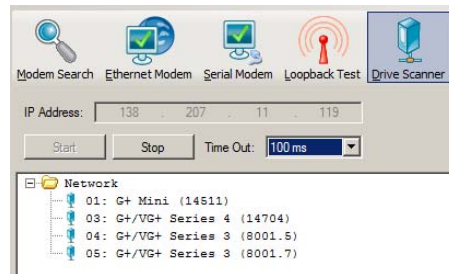 Modem Search Ethernet Modem Serial Modem Loopback Test Drive Scanner
IP Address: 138 . 207 . 11 . 119
Start Stop Time Out: 100 ms
Network
01: G+ Mini (14511)
03: G+/VG+ Series 4 (14704)
04: G+/VG+ Series 3 (8001.5)
05: G+/VG+ Series 3 (8001.7)